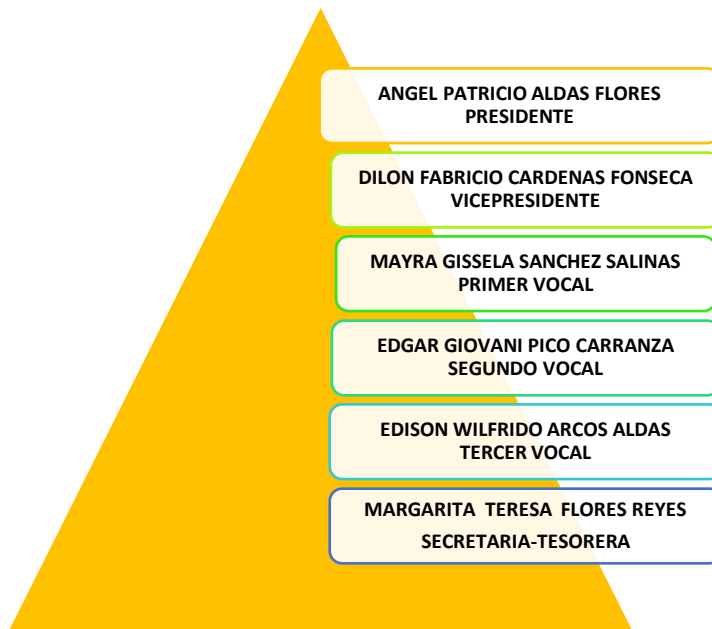 ANGEL PATRICIO ALDAS FLORES
PRESIDENTE
DILON FABRICIO CARDENAS FONSECA
VICEPRESIDENTE
MAYRA GISSELA SANCHEZ SALINAS
PRIMER VOCAL
EDGAR GIOVANI PICO CARRANZA
SEGUNDO VOCAL
EDISON WILFRIDO ARCOS ALDAS
TERCER VOCAL
MARGARITA TERESA FLORES REYES
SECRETARIA-TESORERA